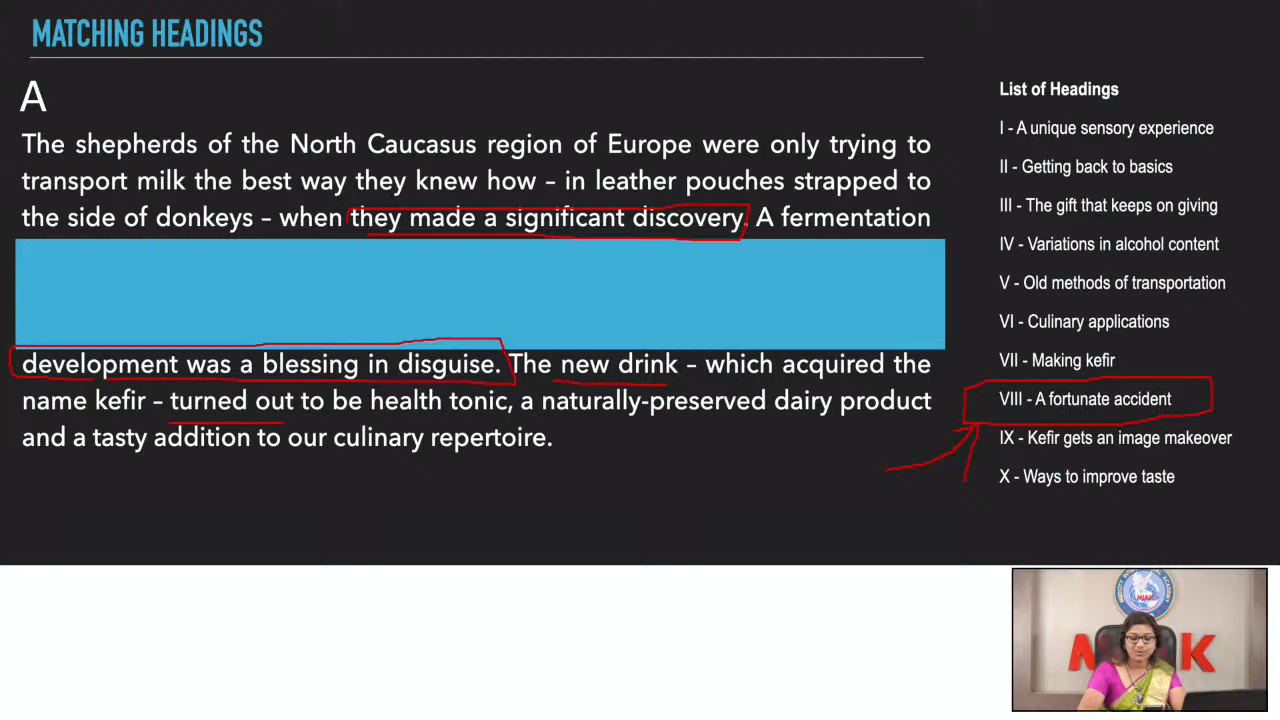 MATCHING HEADINGS
A
The shepherds of the North Caucasus region of Europe were only trying to
transport milk the best way they knew how – in leather pouches strapped to
the side of donkeys – when they made a significant discovery. A fermentation
development was a blessing in disguise. The new drink – which acquired the
name kefir – turned out to be health tonic, a naturally-preserved dairy product
and a tasty addition to our culinary repertoire.
List of Headings
I - A unique sensory experience
II - Getting back to basics
III - The gift that keeps on giving
IV - Variations in alcohol content
V - Old methods of transportation
VI - Culinary applications
VII - Making kefir
VIII - A fortunate accident
IX - Kefir gets an image makeover
X - Ways to improve taste
MIAK